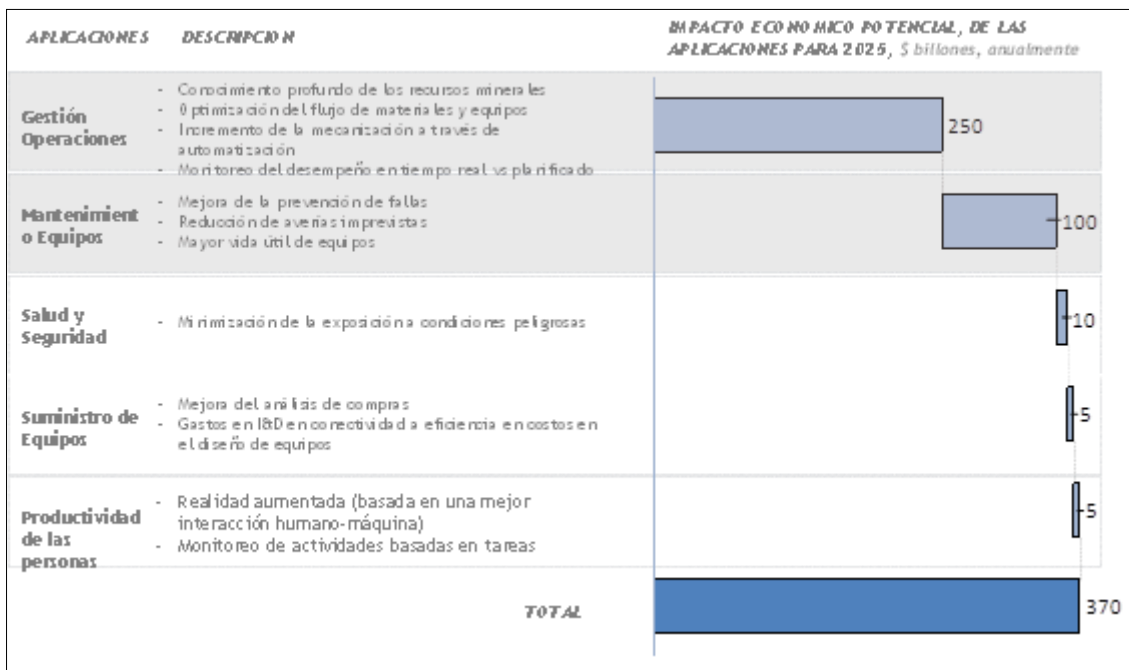 APLICACIONES
DESCRIPCION
IMPACTO ECONOMICO POTENCIAL, DE LAS
APLICACIONES PARA 2025, $ billones, anualmente
Gestión
Operaciones
- Conocimiento profundo de los recursos minerales
- Optimización del flujo de materiales y equipos
- Incremento de la mecanización a través de
automatización
- Monitoreo del desempeño en tiempo real vs planificado
250
Mantenimient
o Equipos
- Mejora de la prevención de fallas
- Reducción de averías imprevistas
- Mayor vida útil de equipos
100
Salud y
Seguridad
- Minimización de la exposición a condiciones peligrosas
10
Suministro de
Equipos
- Mejora del análisis de compras
- Gastos en I&D en conectividad a eficiencia en costos en
el diseño de equipos
5
Productividad
de las
personas
- Realidad aumentada (basada en una mejor
interacción humano-máquina)
- Monitoreo de actividades basadas en tareas
5
TOTAL
370